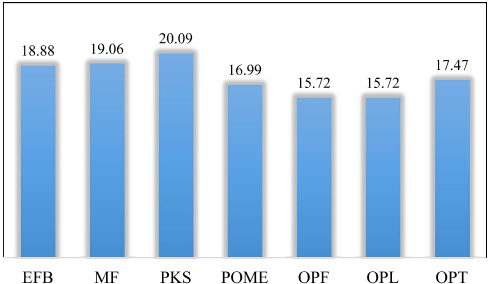 20.09
18.88 19.06
16.99 17.47
15.72 15.72
EFB MF PKS POME OPF OPL OPT